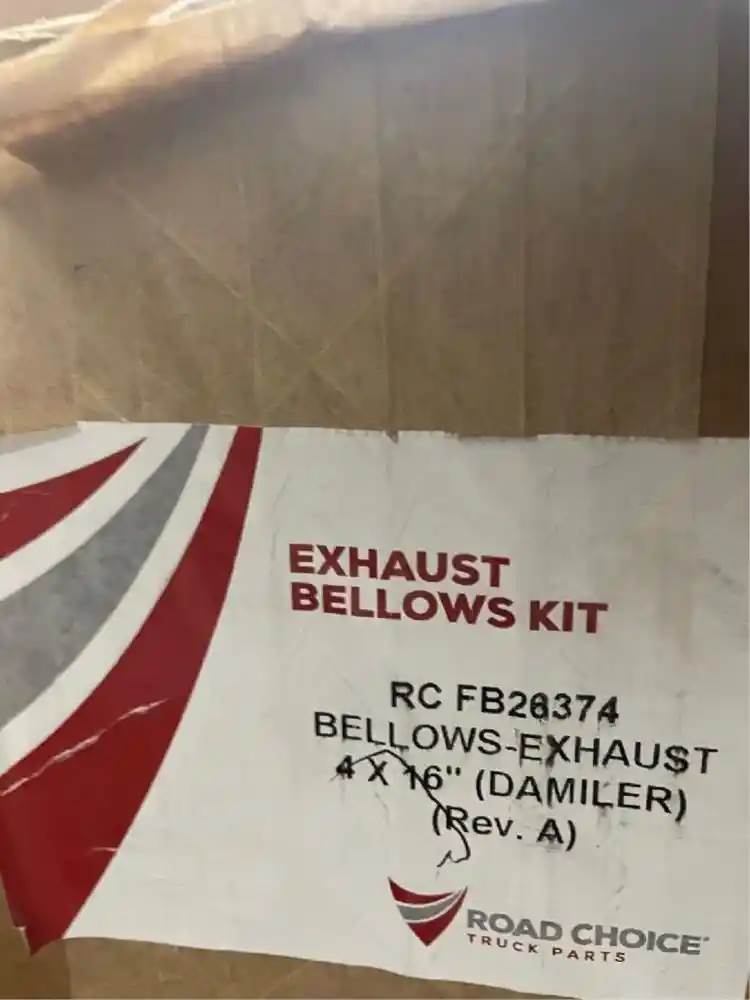 EXHAUST
BELLOWS KIT
RC FB26374
BELLOWS-EXHAUST
4 X 16" (DAMILER)
(Rev. A)
ROAD CHOICE
TRUCK PARTS